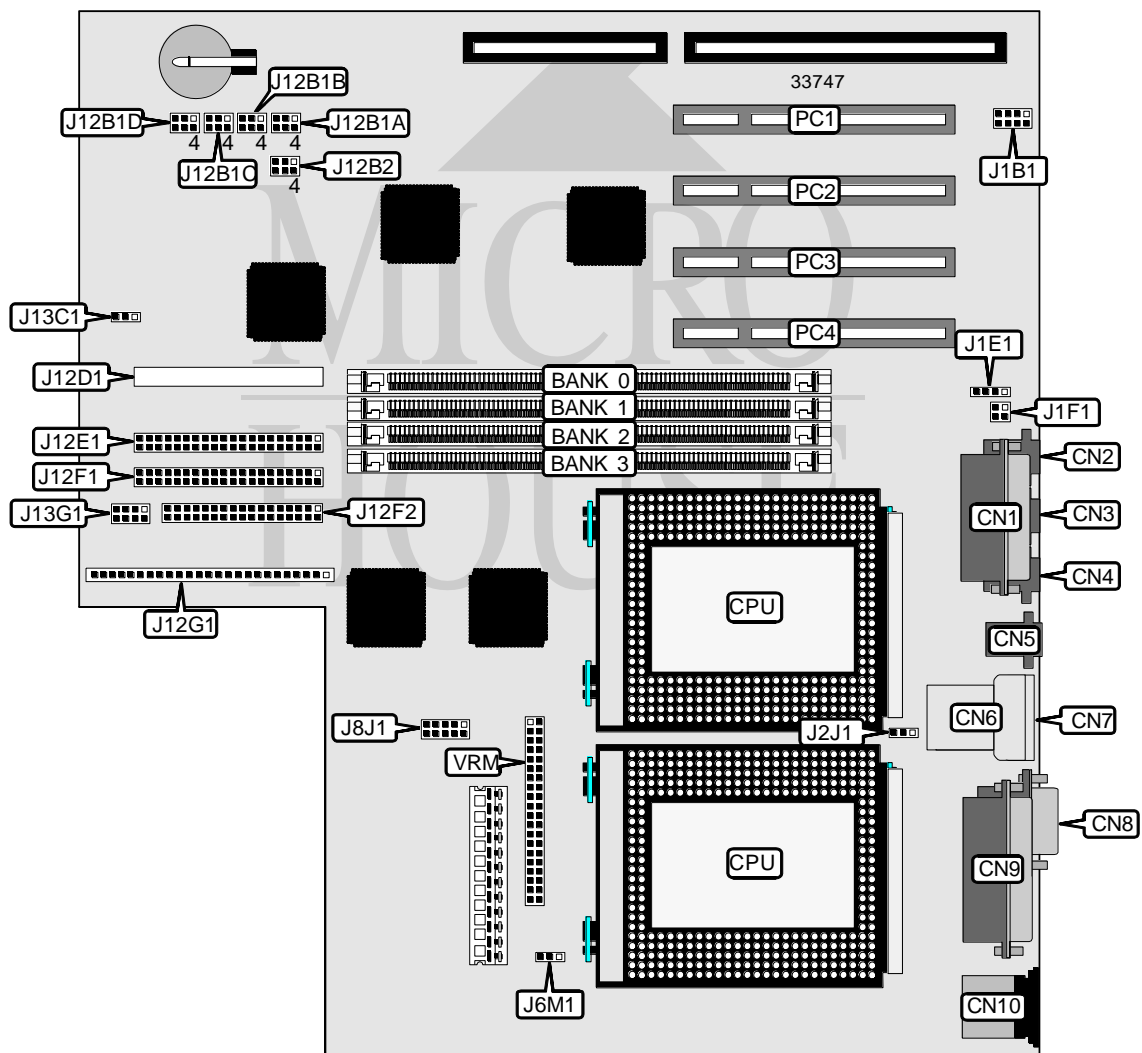 J12B1B
33747
J12B1D
J12B1A
PC1
4 4 4 4
J12B1C
J12B2
J1B1
4
PC2
MICRO
PC3
J13C1
PC4
J1E1
J12D1
BANK 0
BANK 1
J1F1
J12E1
BANK 2
CN2
J12F1
BANK 3
HOUSE
J13G1
J12F2
CN1
CN3
CN4
CPU
J12G1
CN5
CN6
CN7
J8J1
J2J1
VRM
CN8
CPU
CN9
J6M1
CN10